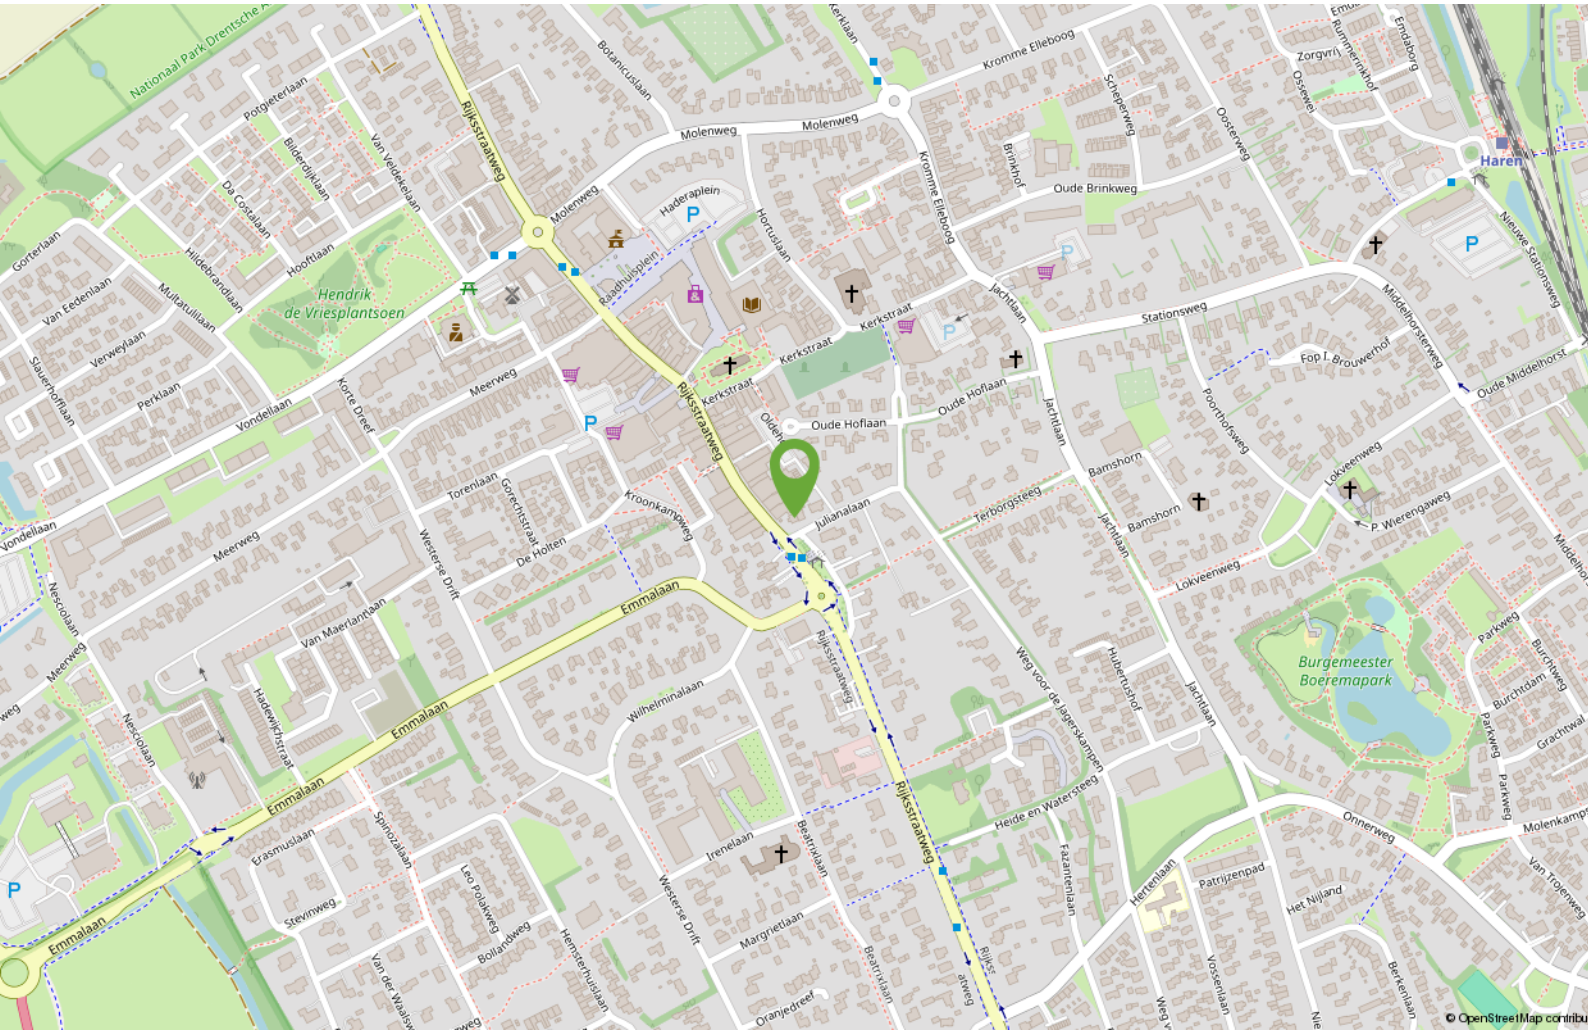 Nationaal Park Drentsche A
Kerklaan
Kromme Elleboog
Emdaborg
Zorgvrij
Rummerinkhof
Ossewei
Botanicuslaan
Potgieterlaan
Rijksstraatweg
Scheperweg
Oosterweg
Molenweg
Molenweg
Bilderdijklaan
Van Veldekelaan
Brinkhof
Haren
Kromme Elleboog
Da Costalaan
Molenweg
Haderaplein
P
Oude Brinkweg
Hortuslaan
Nieuwe Stationsweg
Gorterlaan
Hooftlaan
Hildebrandlaan
P
P
Van Eedenlaan
Multatulilaan
Hendrik
de Vriesplantsoen
Raadhuisplein
Jachtlaan
Middelhorsterweg
Kerkstraat
P
Stationsweg
Verweylaan
Kerkstraat
Fop I. Brouwerhof
Slauerhofflaan
Perklaan
Korte Dreef
Meerweg
Kerkstraat
Oude Hoflaan
Oude Middelhorst
Vondellaan
Rijksstraatweg
Jachtlaan
Poorthofsweg
P
Oude Hoflaan
Bamshorn
Lokveenweg
Torenlaan
Gorechtstraat
Kroonkampweg
Julianalaan
Terborgsteeg
P. Wierengaweg
Vondellaan
Meerweg
Westerse Drift
De Holten
Jachtlaan
Bamshorn
Nesciolaan
Emmalaan
Lokveenweg
Van Maerlantlaan
Parkweg
Meerweg
Rijksstraatweg
Weg voor de Jagerskampen
Hubertushof
Burgemeester
Boeremapark
Burchtweg
Hadewijchstraat
Wilhelminalaan
Jachtlaan
Burchtdam
Nesciolaan
Emmalaan
Parkweg
Emmalaan
Rijksstraatweg
Heide en Watersteeg
Parkweg
Erasmuslaan
Spinozalaan
Irenelaan
Beatrixlaan
Onnerweg
Fazantenlaan
Hertenlaan
Patrijzenpad
P
Leo Polakweg
Westerse Drift
Het Nijland
Van Trojenweg
Stevinweg
Emmalaan
Bollandweg
Margrietlaan
Hemsterhuislaan
Beatrixlaan
Vossenlaan
Berkenlaan
Oranjedreef
© OpenStreetMap contribu